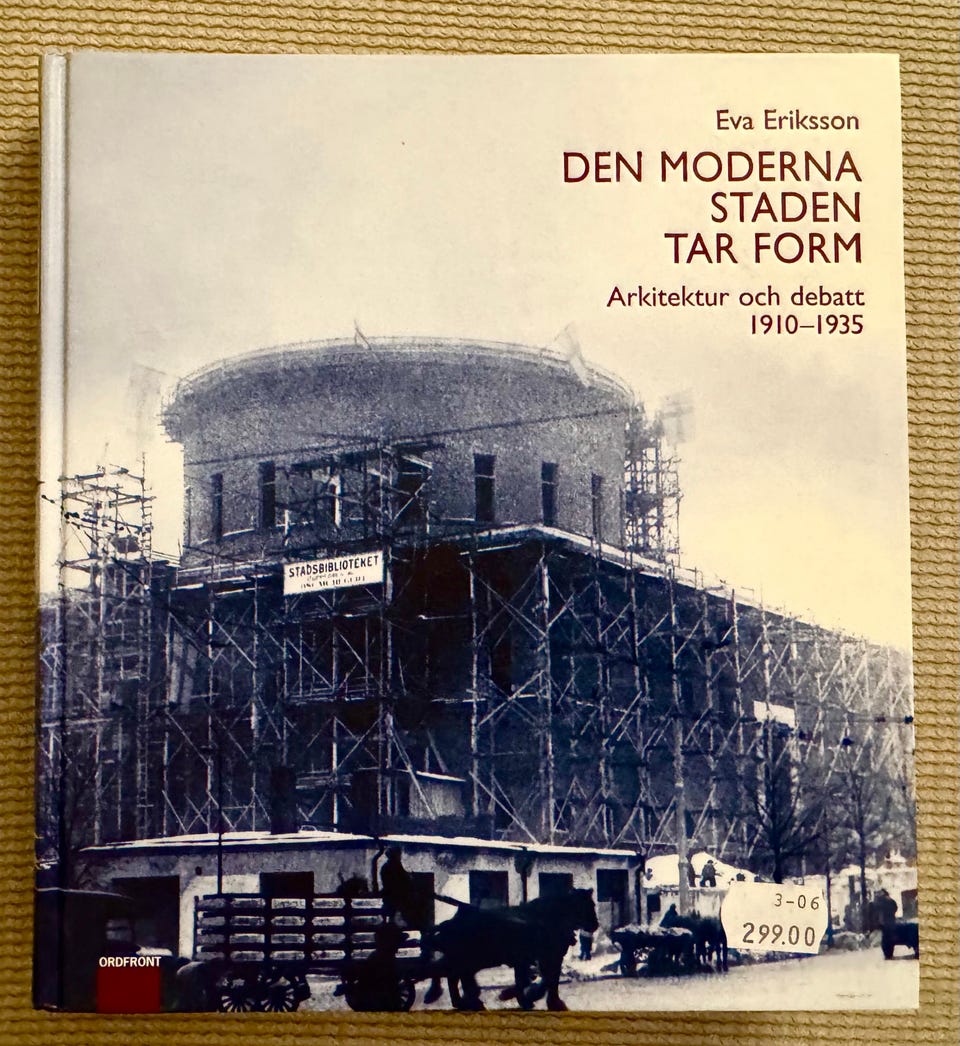 Eva Eriksson
DEN MODERNA
STADEN
TAR FORM
Arkitektur och debatt
1910–1935
STADSBIBLIOTEKET
3-06
299.00
ORDFRONT